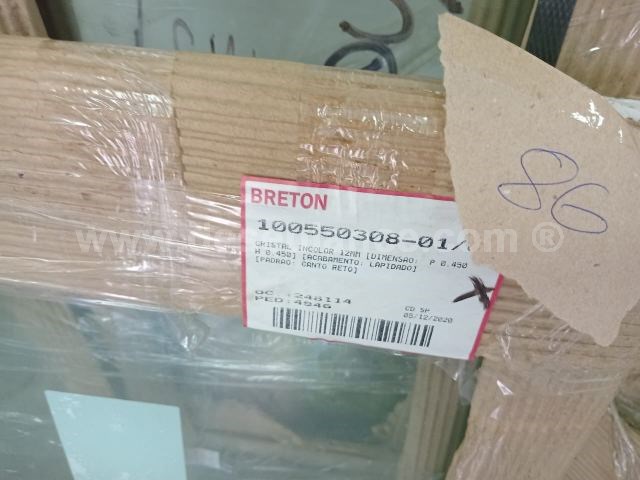 86
BRETON
100550308-01/
CRISTAL INCOLOR 12MM [DIMENSAO: P 0.450
H 0.450] [ACABAMENTO: LAPIDADO]
[PADRAO: CANTO RETO]
OC :248114
PED:4946
CD SP
05/12/2020